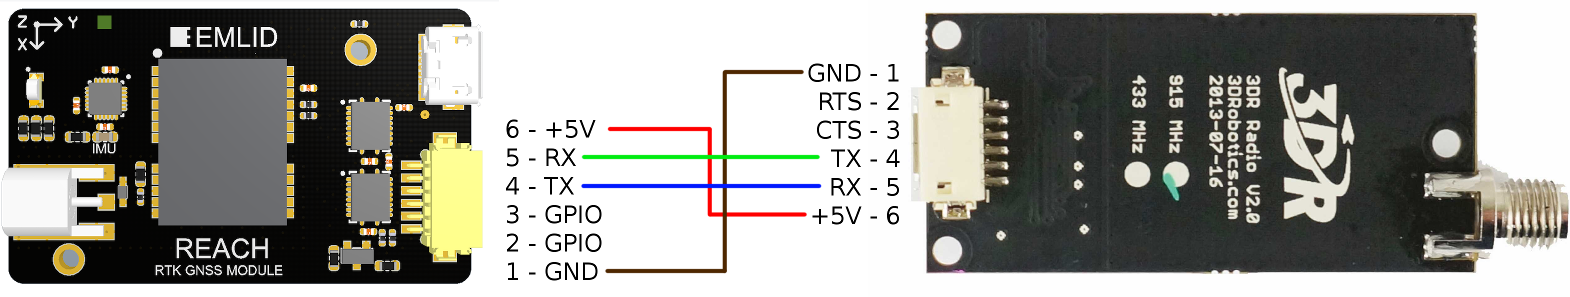 Z
Y
X
EMLID
IMU
REACH
RTK GNSS MODULE
6 - +5V
5 - RX
4 - TX
3 - GPIO
2 - GPIO
1 - GND
GND - 1
RTS - 2
CTS - 3
TX - 4
RX - 5
+5V - 6
433 MHz
915 MHz
3DR Radio V2.0
3DRobotics.com
2013-07-16
3DR